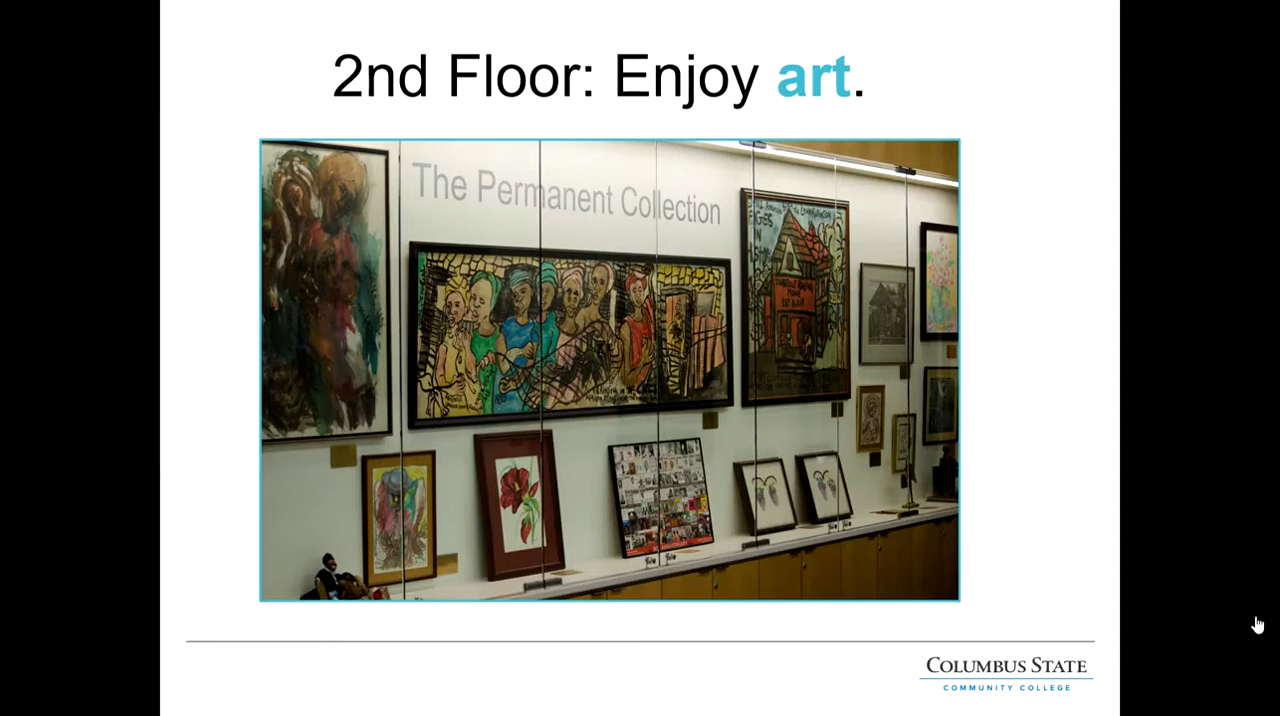 2nd Floor: Enjoy art.
The Permanent Collection
COLUMBUS STATE
COMMUNITY COLLEGE